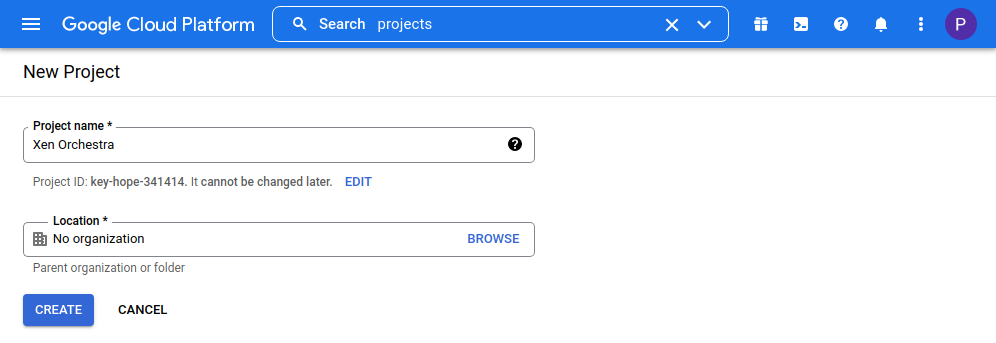 Google Cloud Platform Search projects P
New Project
Project name *
Xen Orchestra
Project ID: key-hope-341414. It cannot be changed later. EDIT
Location *
No organization BROWSE
Parent organization or folder
CREATE CANCEL